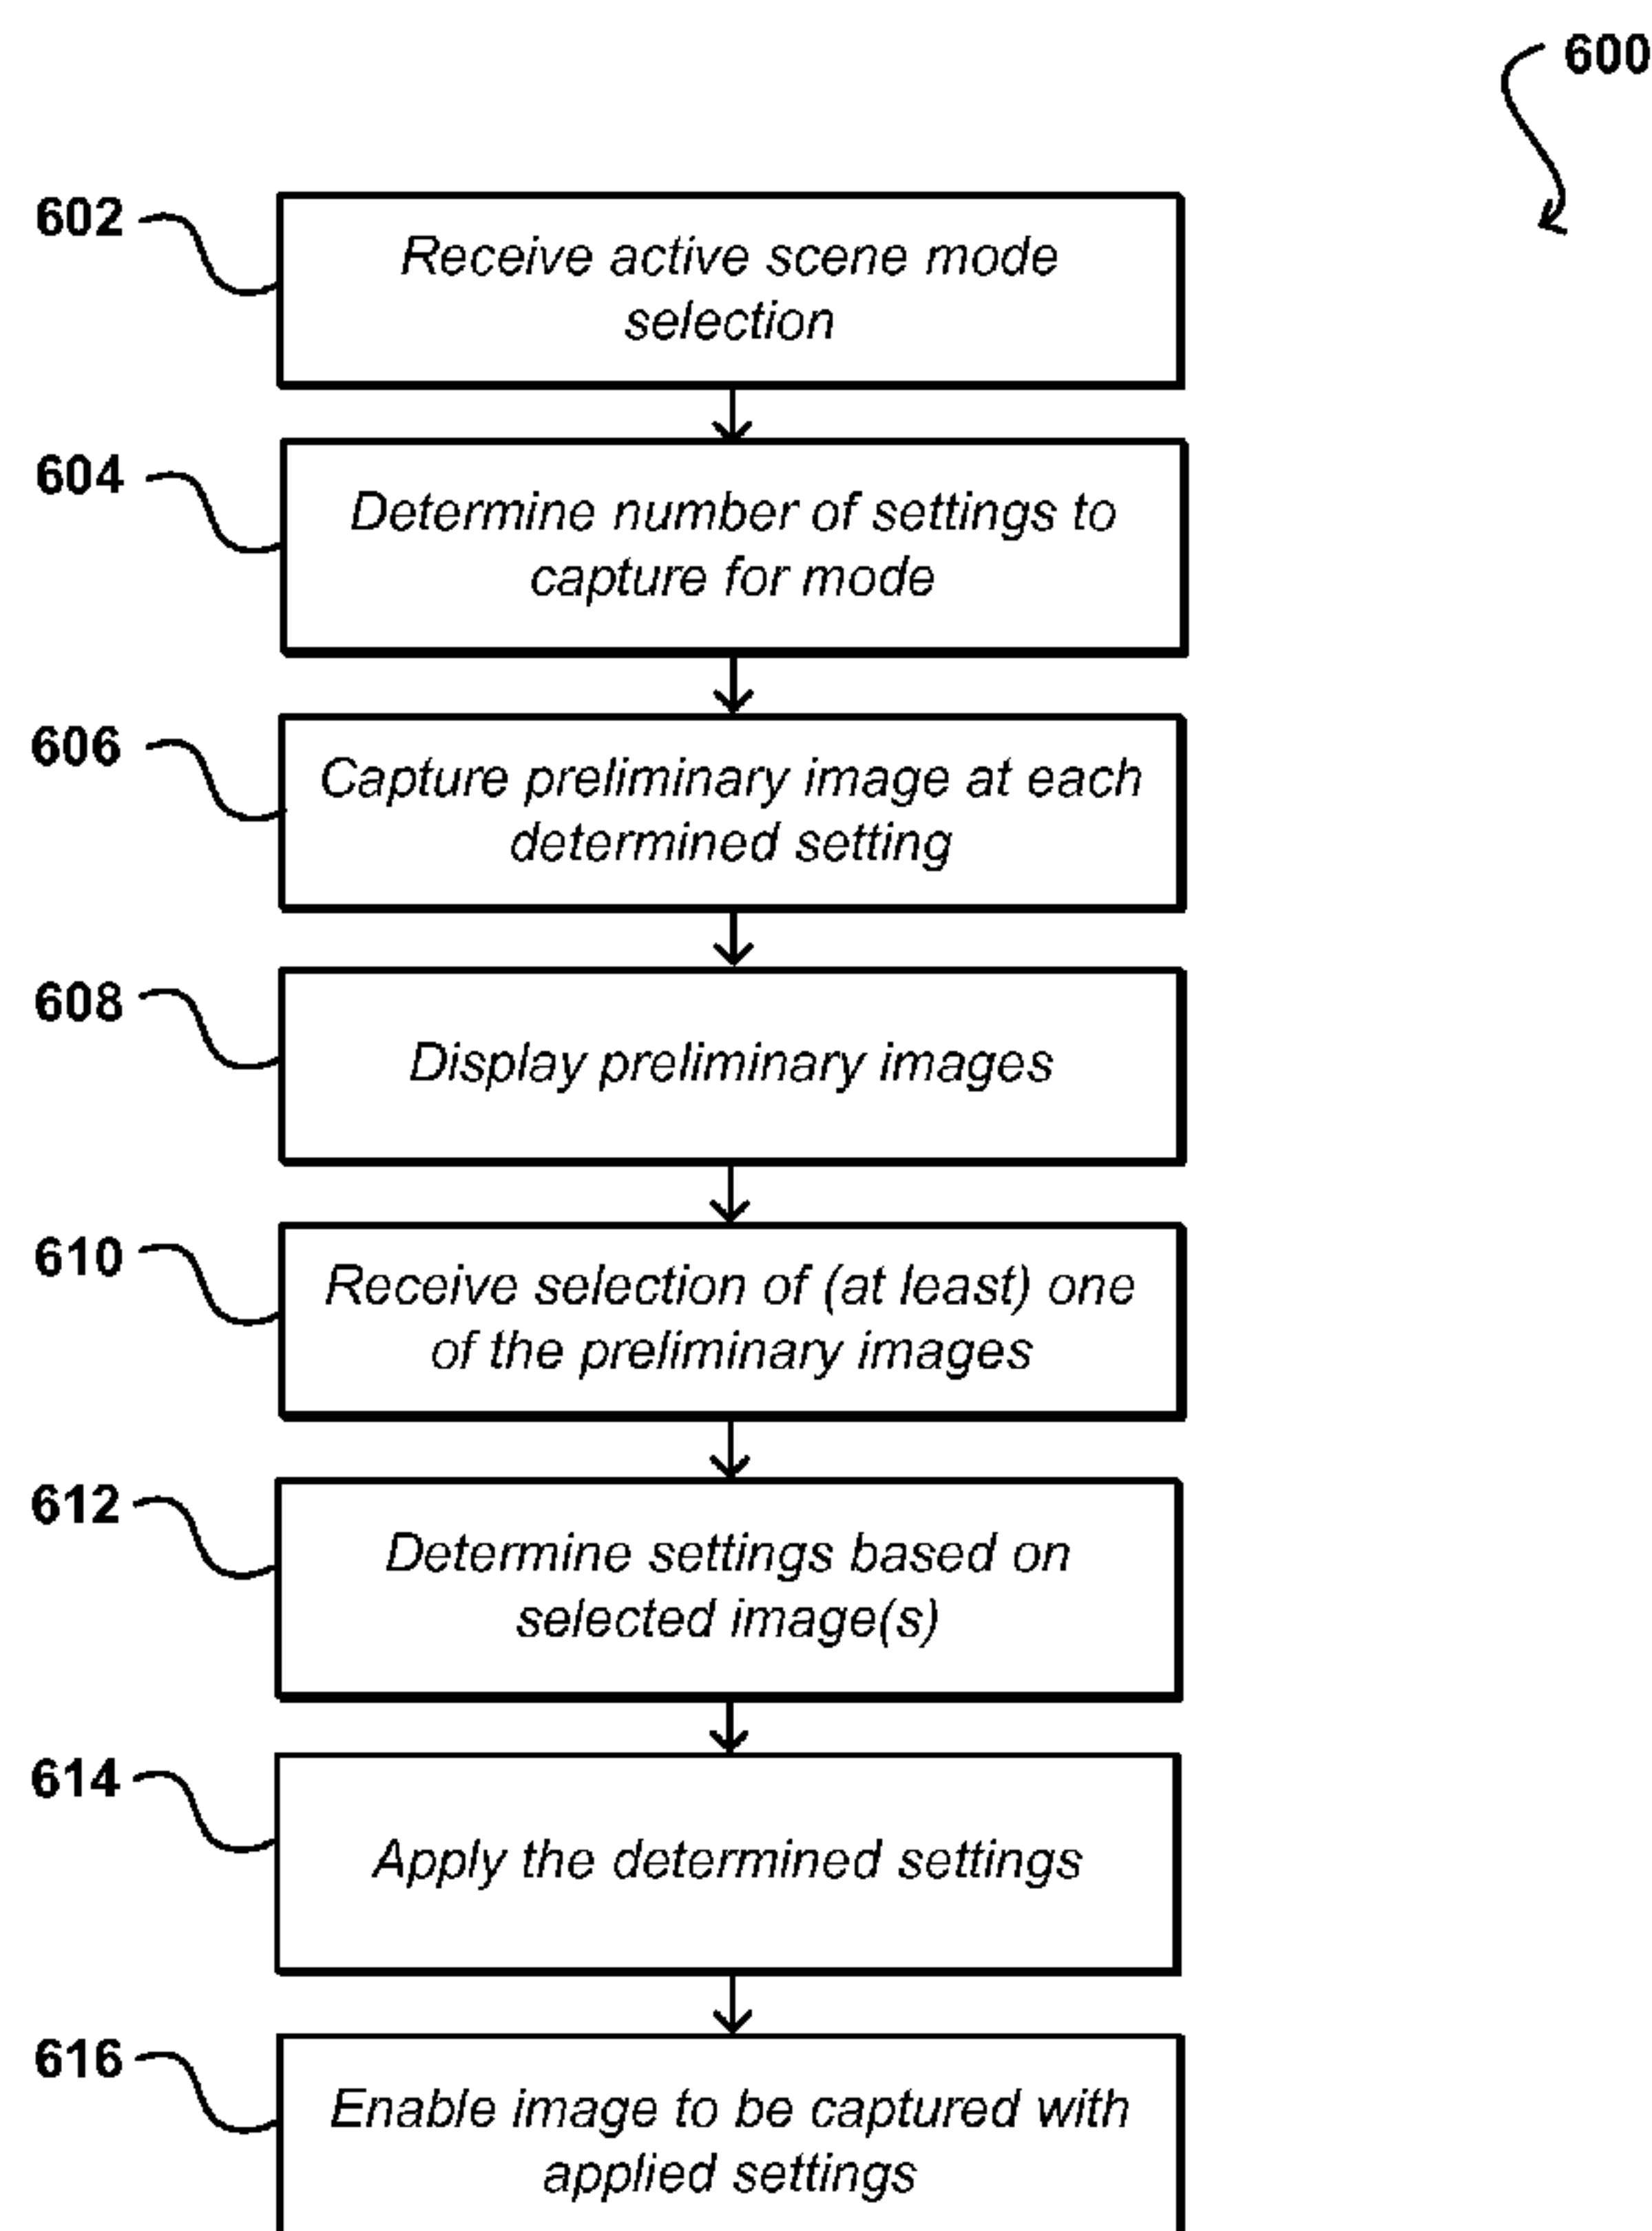 600
602
Receive active scene mode
selection
604
Determine number of settings to
capture for mode
606
Capture preliminary image at each
determined setting
608
Display preliminary images
610
Receive selection of (at least) one
of the preliminary images
612
Determine settings based on
selected image(s)
614
Apply the determined settings
616
Enable image to be captured with
applied settings